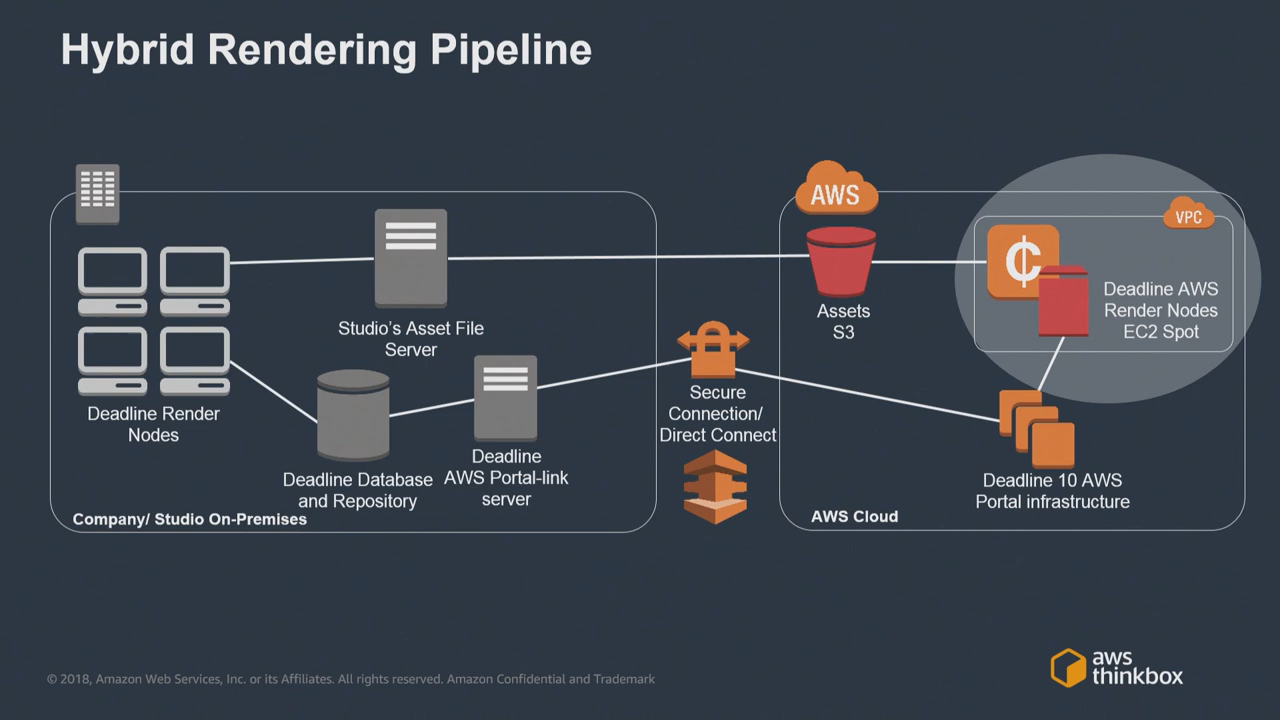 Hybrid Rendering Pipeline
AWS
VPC
₵
Deadline AWS
Render Nodes
EC2 Spot
Assets
S3
Studio's Asset File
Server
Secure
Connection/
Direct Connect
Deadline Render
Nodes
Deadline
AWS Portal-link
server
Deadline Database
and Repository
Deadline 10 AWS
Portal infrastructure
Company/ Studio On-Premises
AWS Cloud
© 2018, Amazon Web Services, Inc. or its Affiliates. All rights reserved. Amazon Confidential and Trademark
aws
thinkbox